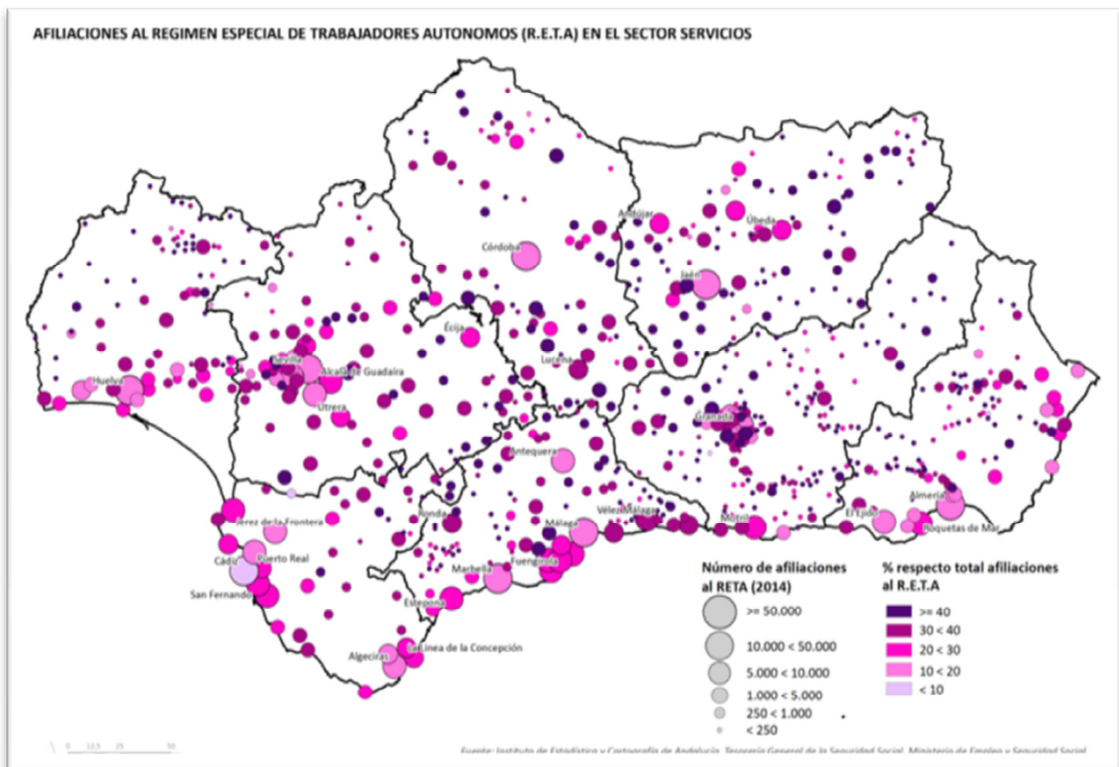 AFILIACIONES AL REGIMEN ESPECIAL DE TRABAJADORES AUTONOMOS (R.E.T.A) EN EL SECTOR SERVICIOS
Córdoba
Andújar
Úbeda
Jaén
Écija
Sevilla
Alcalá de Guadaira
Lucena
Huelva
Utrera
Granada
Antequera
Almería
Ronda
Vélez Málaga
Motril
El Ejido
Roquetas de Mar
Jerez de la Frontera
Málaga
Cádiz
Puerto Real
Fuengirola
Marbella
San Fernando
Estepona
La Línea de la Concepción
Algeciras
Número de afiliaciones
al RETA (2014)
>= 50.000
10.000 < 50.000
5.000 < 10.000
1.000 < 5.000
250 < 1.000
< 250
% respecto total afiliaciones
al R.E.T.A
>= 40
30 < 40
20 < 30
10 < 20
< 10
0 12,5 25 50
Fuente: Instituto de Estadística y Cartografía de Andalucía. Tesorería General de la Seguridad Social. Ministerio de Empleo y Seguridad Social